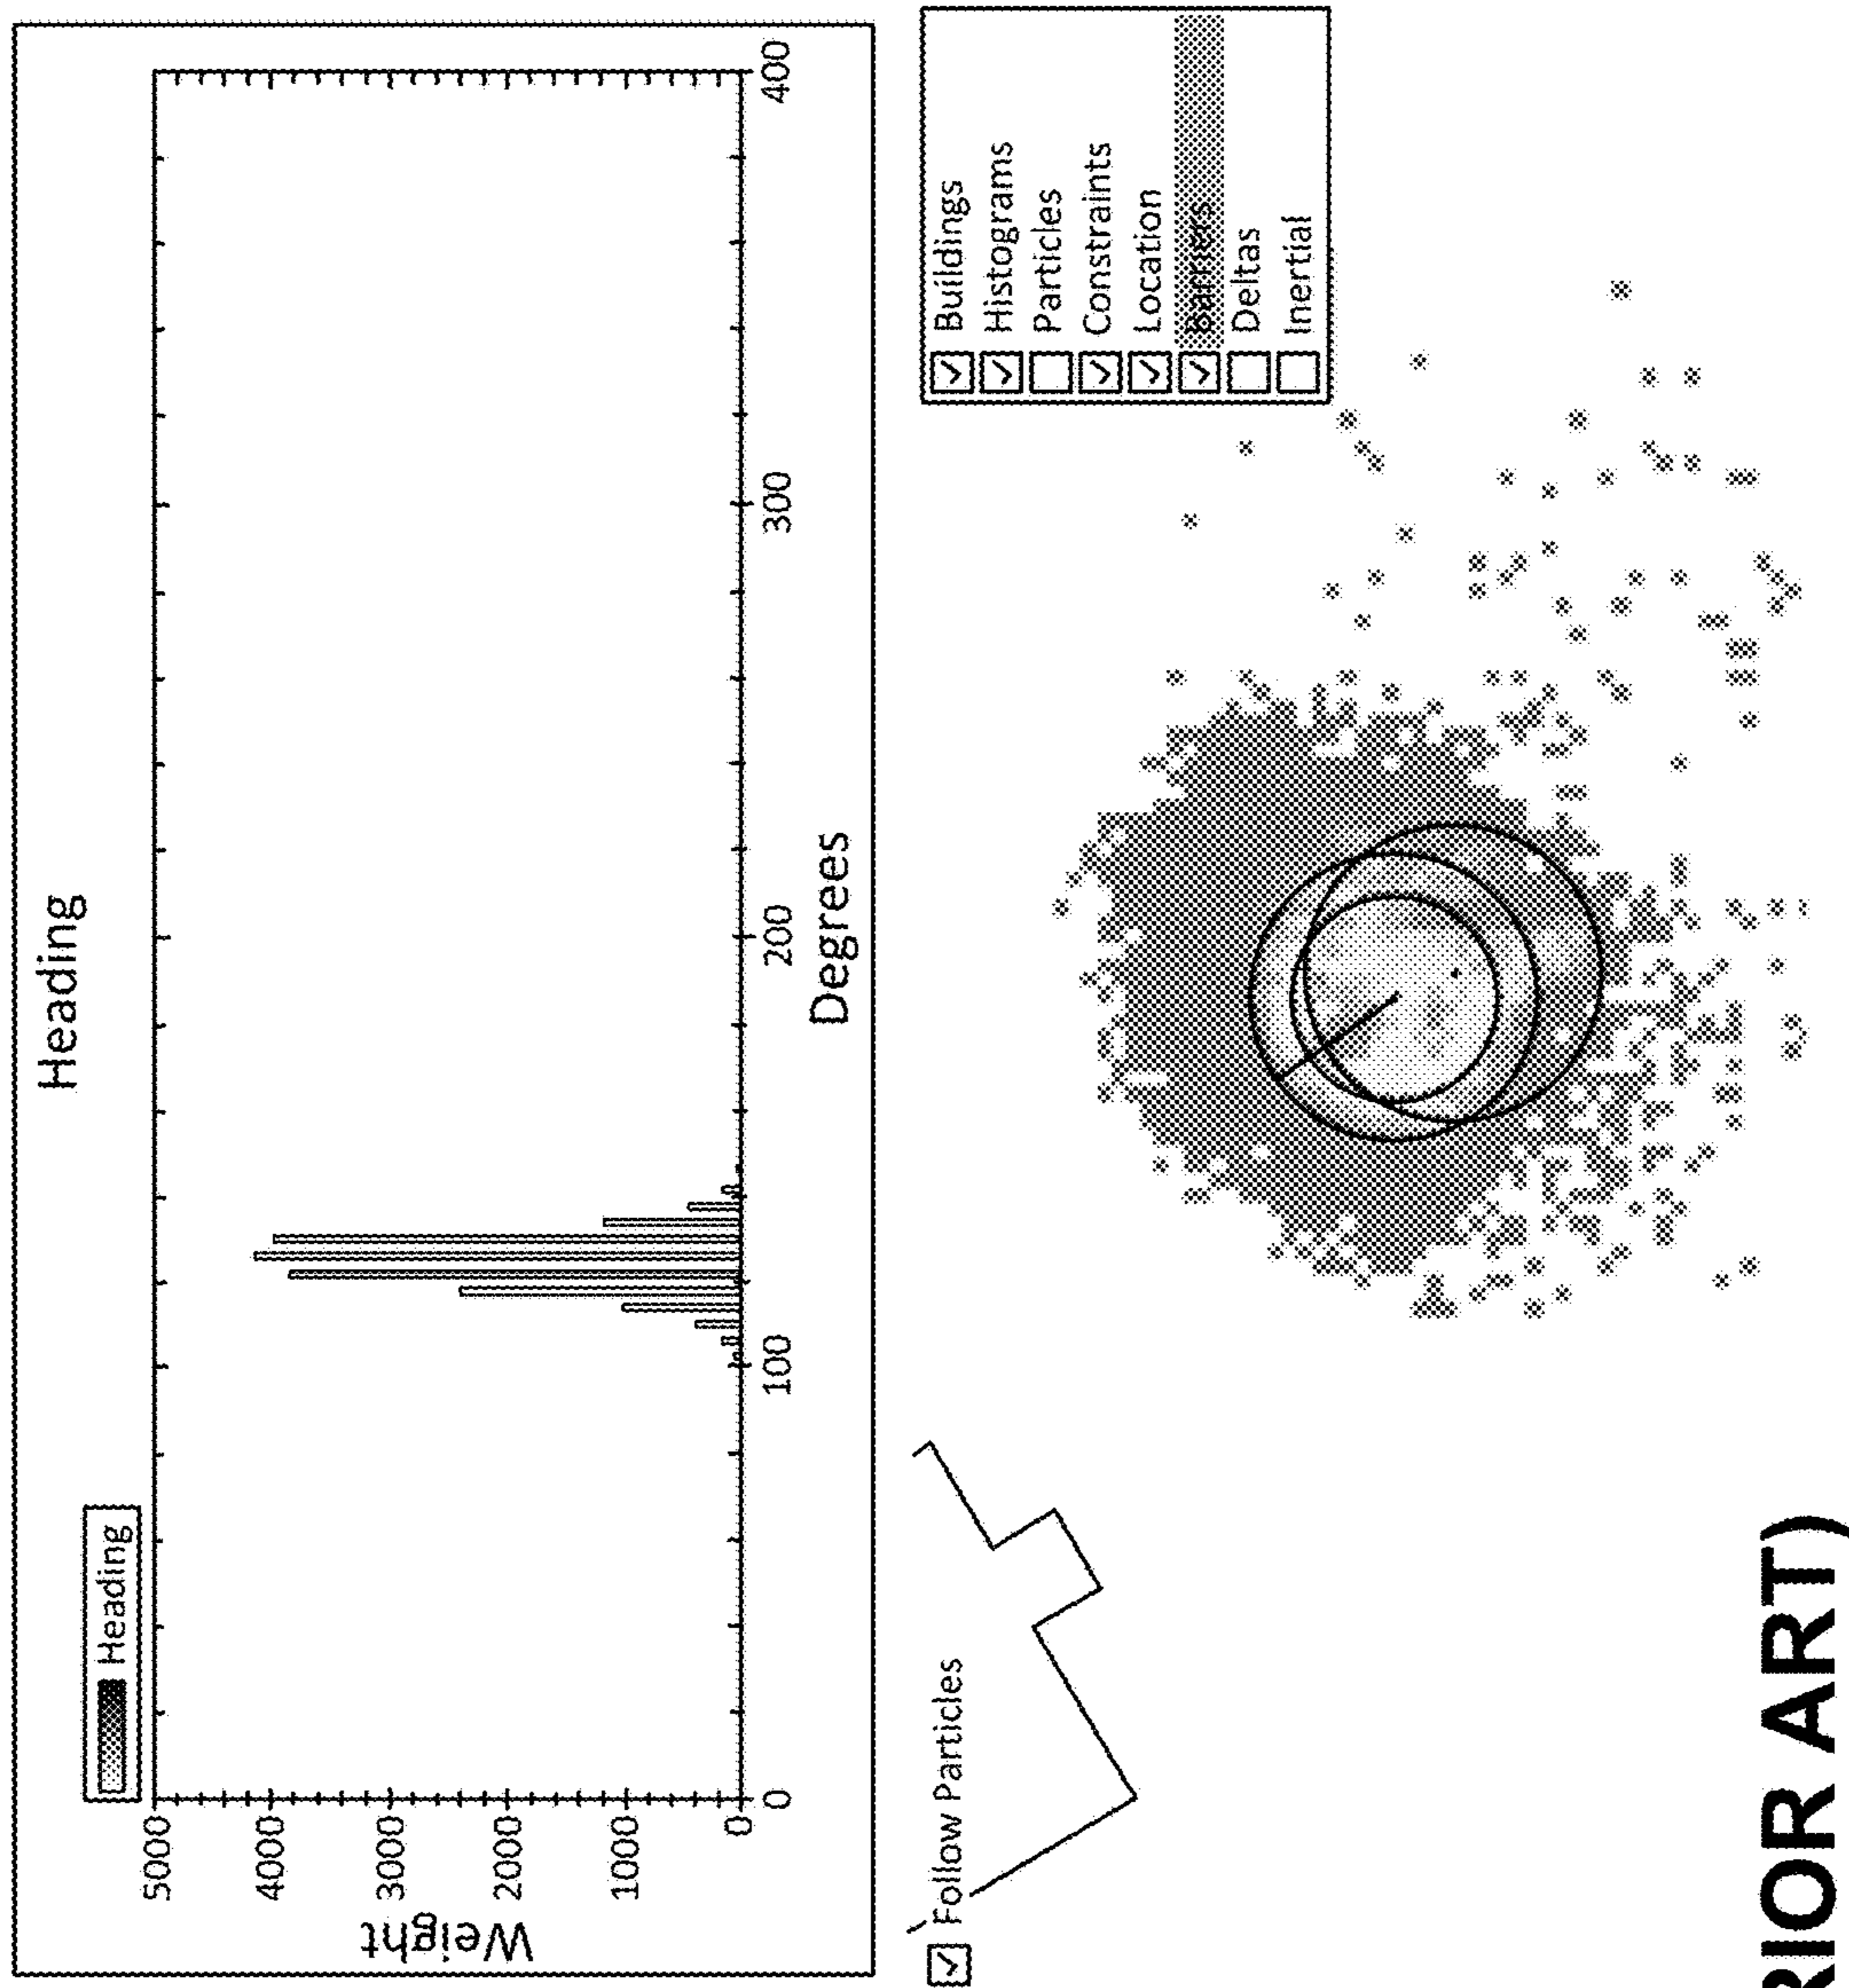 Heading
Heading
Weight
5000
4000
3000
2000
1000
0
0
100
200
300
400
Degrees
Follow Particles
Buildings
Histograms
Particles
Constraints
Location
Barriers
Deltas
Inertial
RIOR ART)